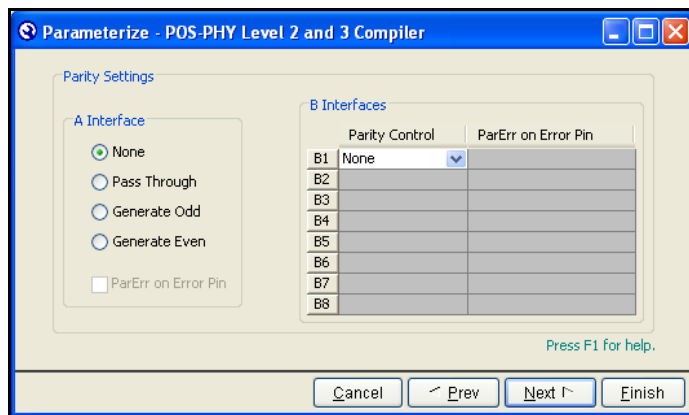 Parameterize - POS-PHY Level 2 and 3 Compiler
Parity Settings
A Interface
None
Pass Through
Generate Odd
Generate Even
ParErr on Error Pin
B Interfaces
Parity Control ParErr on Error Pin
B1 None
B2
B3
B4
B5
B6
B7
B8
Press F1 for help.
Cancel Prev Next Finish